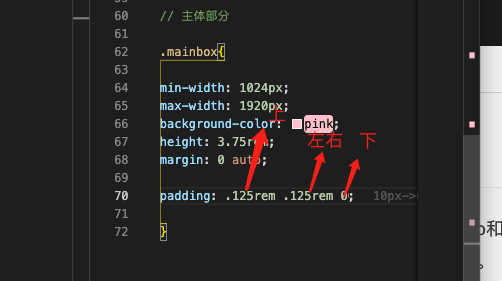 60 // 主体部分
61
62 .mainbox{
63
64 min-width: 1024px;
65 max-width: 1920px;
66 background-color: pink;
67 height: 3.75rem;
68 margin: 0 auto;
69
70 padding: .125rem .125rem 0; 10px->
71
72 }
上
左右 下
和